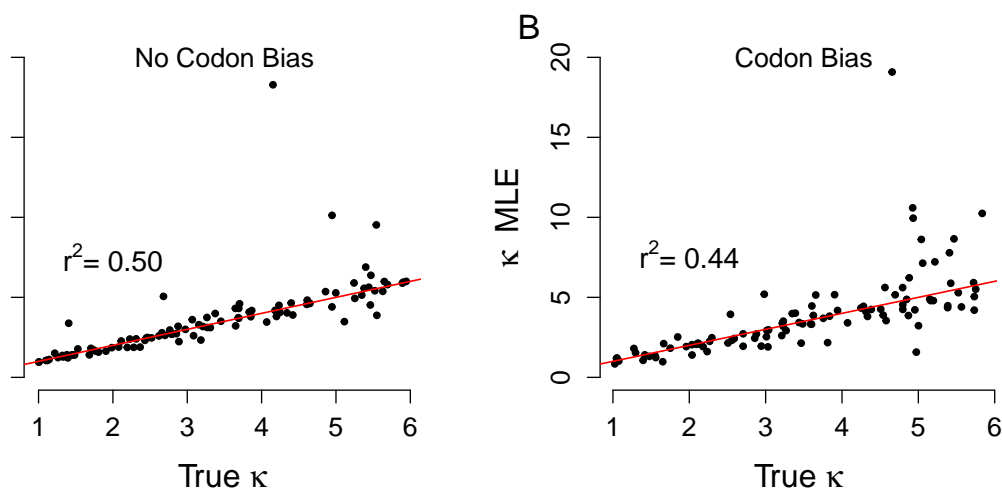 No Codon Bias
r²= 0.50
1 2 3 4 5 6
True κ
B
Codon Bias
κ MLE
20
15
10
5
0
r²= 0.44
1 2 3 4 5 6
True κ